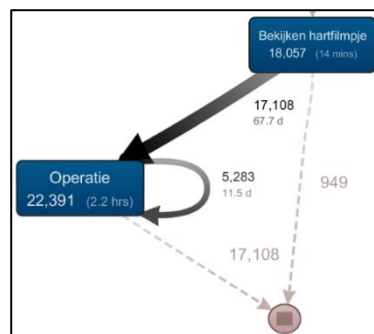 Bekijken hartfilmpje
18,057 (14 mins)
17,108
67.7 d
5,283
11.5 d
Operatie
22,391 (2.2 hrs)
949
17,108